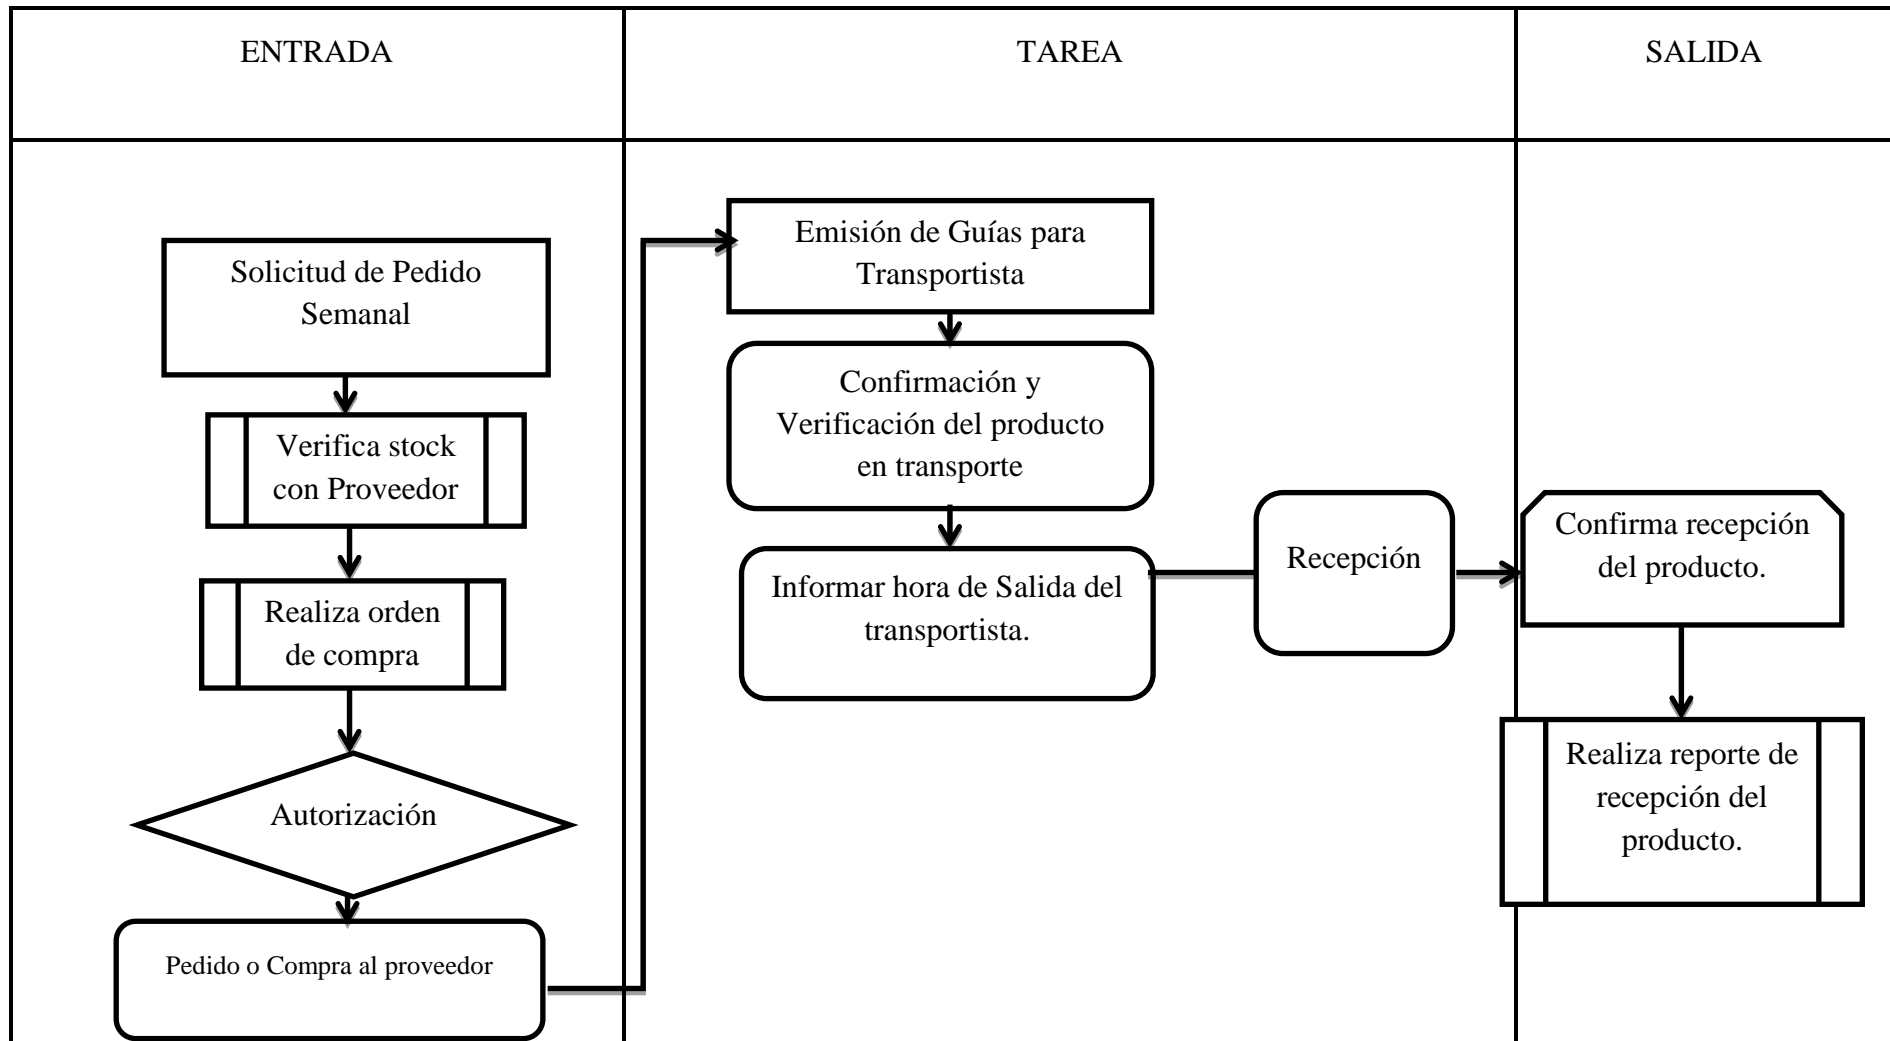 ENTRADA
TAREA
SALIDA
Solicitud de Pedido
Semanal
Verifica stock
con Proveedor
Realiza orden
de compra
Autorización
Pedido o Compra al proveedor
Emisión de Guías para
Transportista
Confirmación y
Verificación del producto
en transporte
Informar hora de Salida del
transportista.
Recepción
Confirma recepción
del producto.
Realiza reporte de
recepción del
producto.